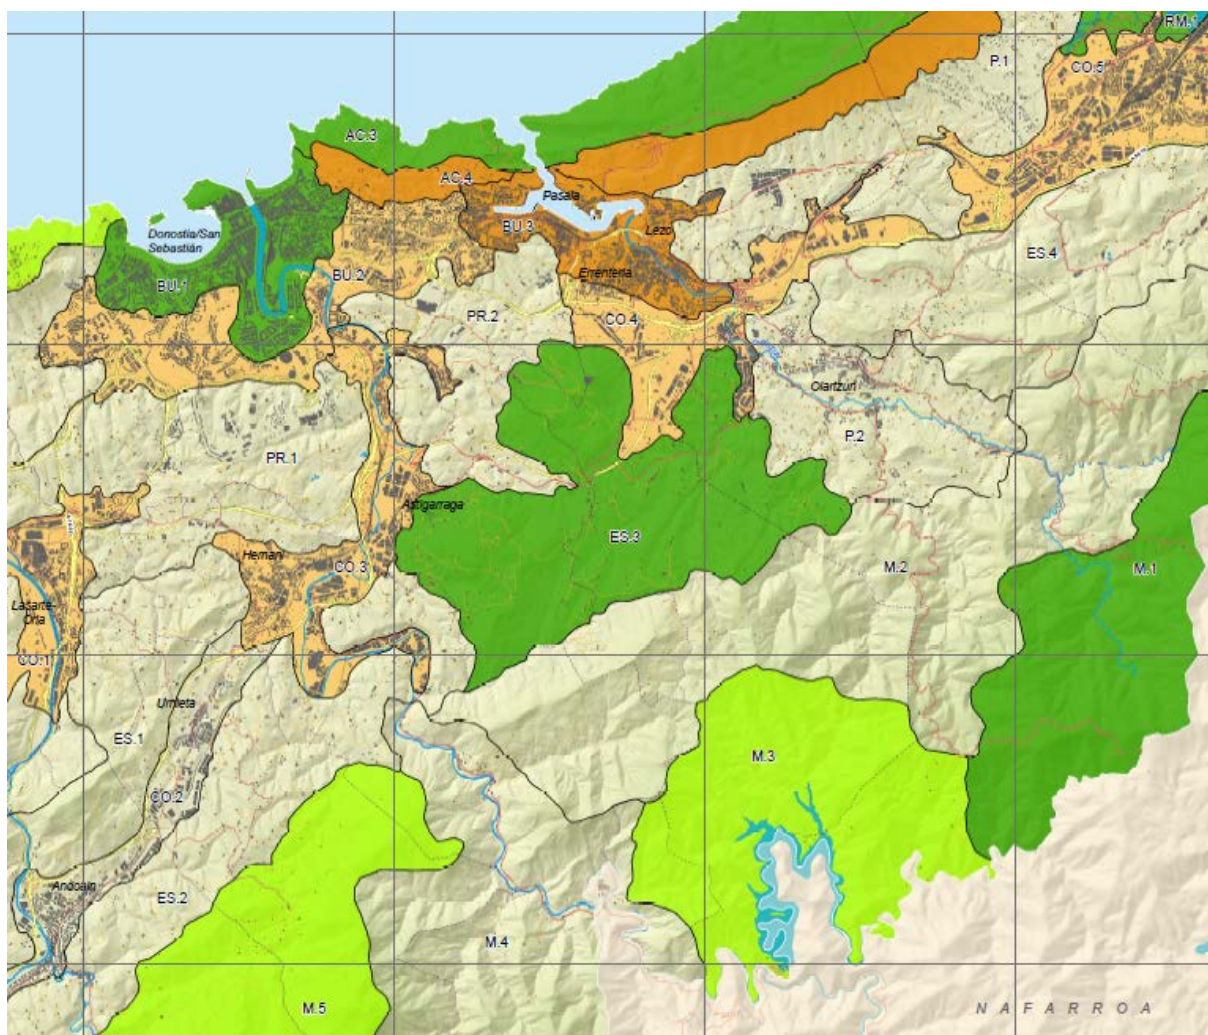 RM.1
P.1
CO.5
AC.3
AC.4
Pasaia
Donostia/San
Sebastián
BU.3
Lezo
ES.4
BU.2
Errenteria
BU.1
PR.2
CO.4
Oiartzun
P.2
PR.1
Astigarraga
ES.3
Hernani
CO.3
M.2
M.1
Lasarte-
Oria
CO.1
Urnieta
ES.1
M.3
CO.2
Andoain
ES.2
M.4
M.5
NAFARROA